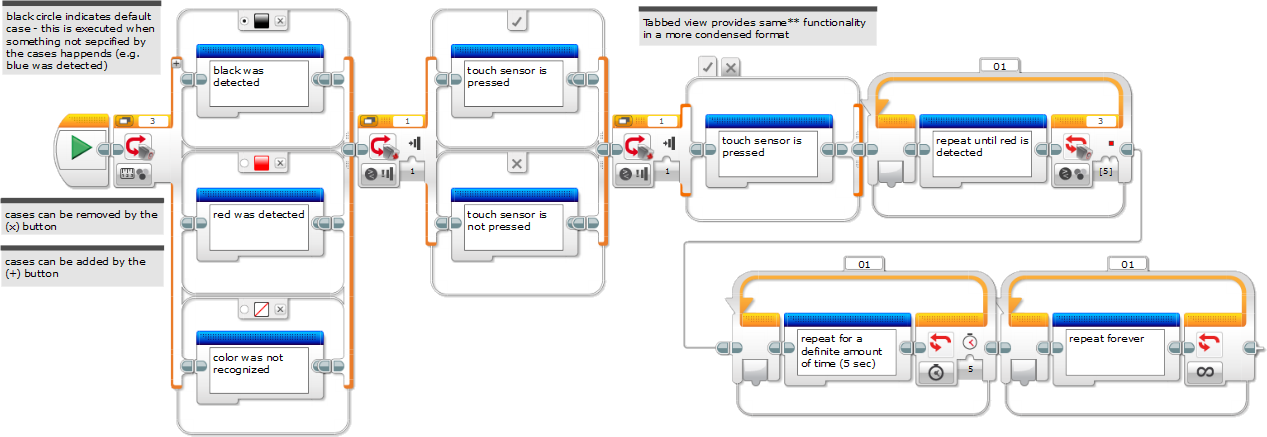 black circle indicates default
case - this is executed when
something not sepcified by
the cases happends (e.g.
blue was detected)
3
black was
detected
red was detected
color was not
recognized
cases can be removed by the
(x) button
cases can be added by the
(+) button
1
1
touch sensor is
pressed
touch sensor is
not pressed
Tabbed view provides same** functionality
in a more condensed format
1
1
touch sensor is
pressed
01
repeat until red is
detected
3
[5]
01
repeat for a
definite amount
of time (5 sec)
5
01
repeat forever
∞